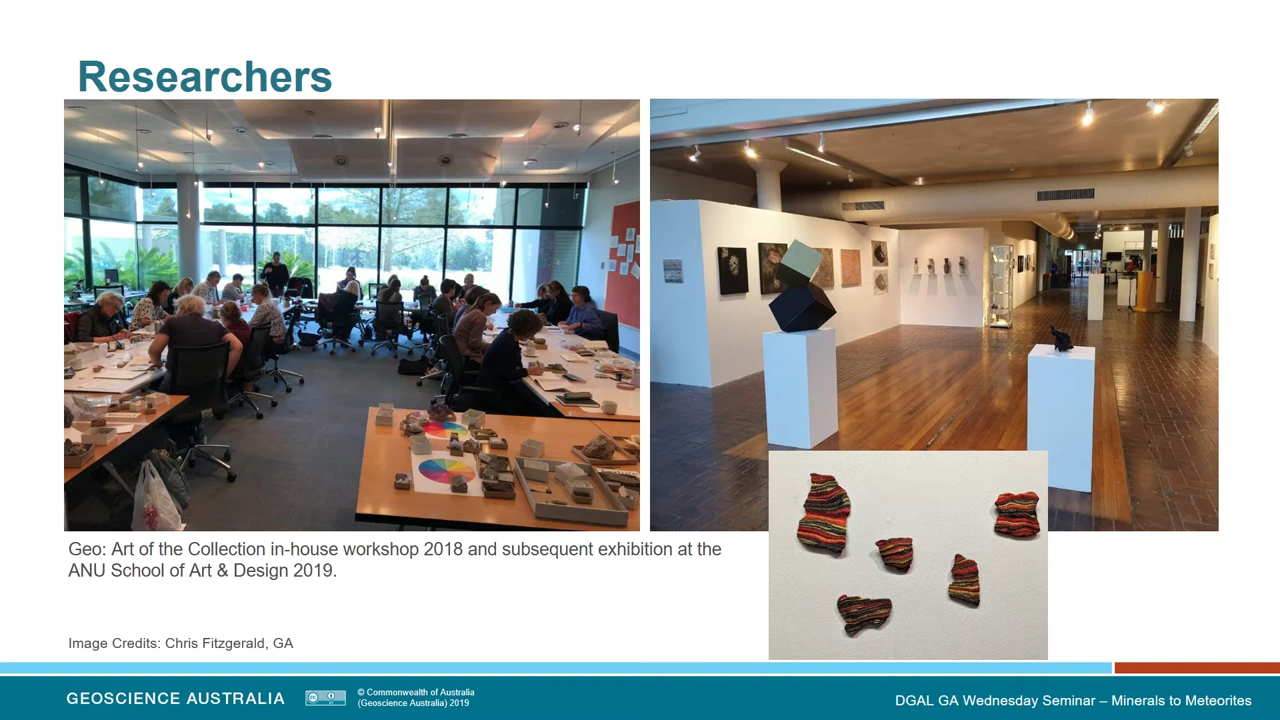 Researchers
Geo: Art of the Collection in-house workshop 2018 and subsequent exhibition at the
ANU School of Art & Design 2019.
Image Credits: Chris Fitzgerald, GA
GEOSCIENCE AUSTRALIA
© Commonwealth of Australia
(Geoscience Australia) 2019
DGAL GA Wednesday Seminar – Minerals to Meteorites